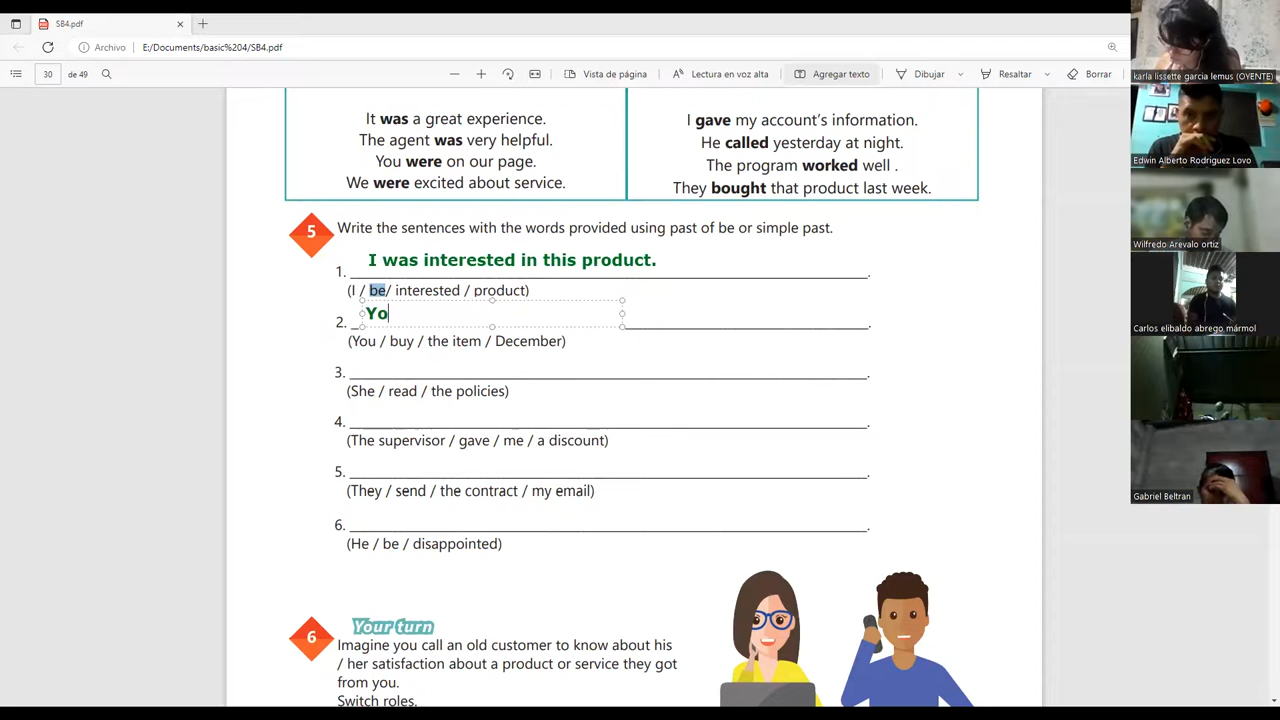 SB4.pdf
Archivo
E:/Documents/basic%204/SB4.pdf
30
de 49
Vista de página
Lectura en voz alta
Agregar texto
Dibujar
Resaltar
Borrar
It was a great experience.
The agent was very helpful.
You were on our page.
We were excited about service.
I gave my account's information.
He called yesterday at night.
The program worked well .
They bought that product last week.
5
Write the sentences with the words provided using past of be or simple past.
I was interested in this product.
1. ______.
(I / be/ interested / product)
Yo
2. ______.
(You / buy / the item / December)
3. ______.
(She / read / the policies)
4. ______.
(The supervisor / gave / me / a discount)
5. ______.
(They / send / the contract / my email)
6. ______.
(He / be / disappointed)
6
Your turn
Imagine you call an old customer to know about his
/ her satisfaction about a product or service they got
from you.
Switch roles.
karla lissette garcia lemus (OYENTE)
Edwin Alberto Rodriguez Lovo
Wilfredo Arevalo ortiz
Carlos elibaldo abrego mármol
Gabriel Beltran